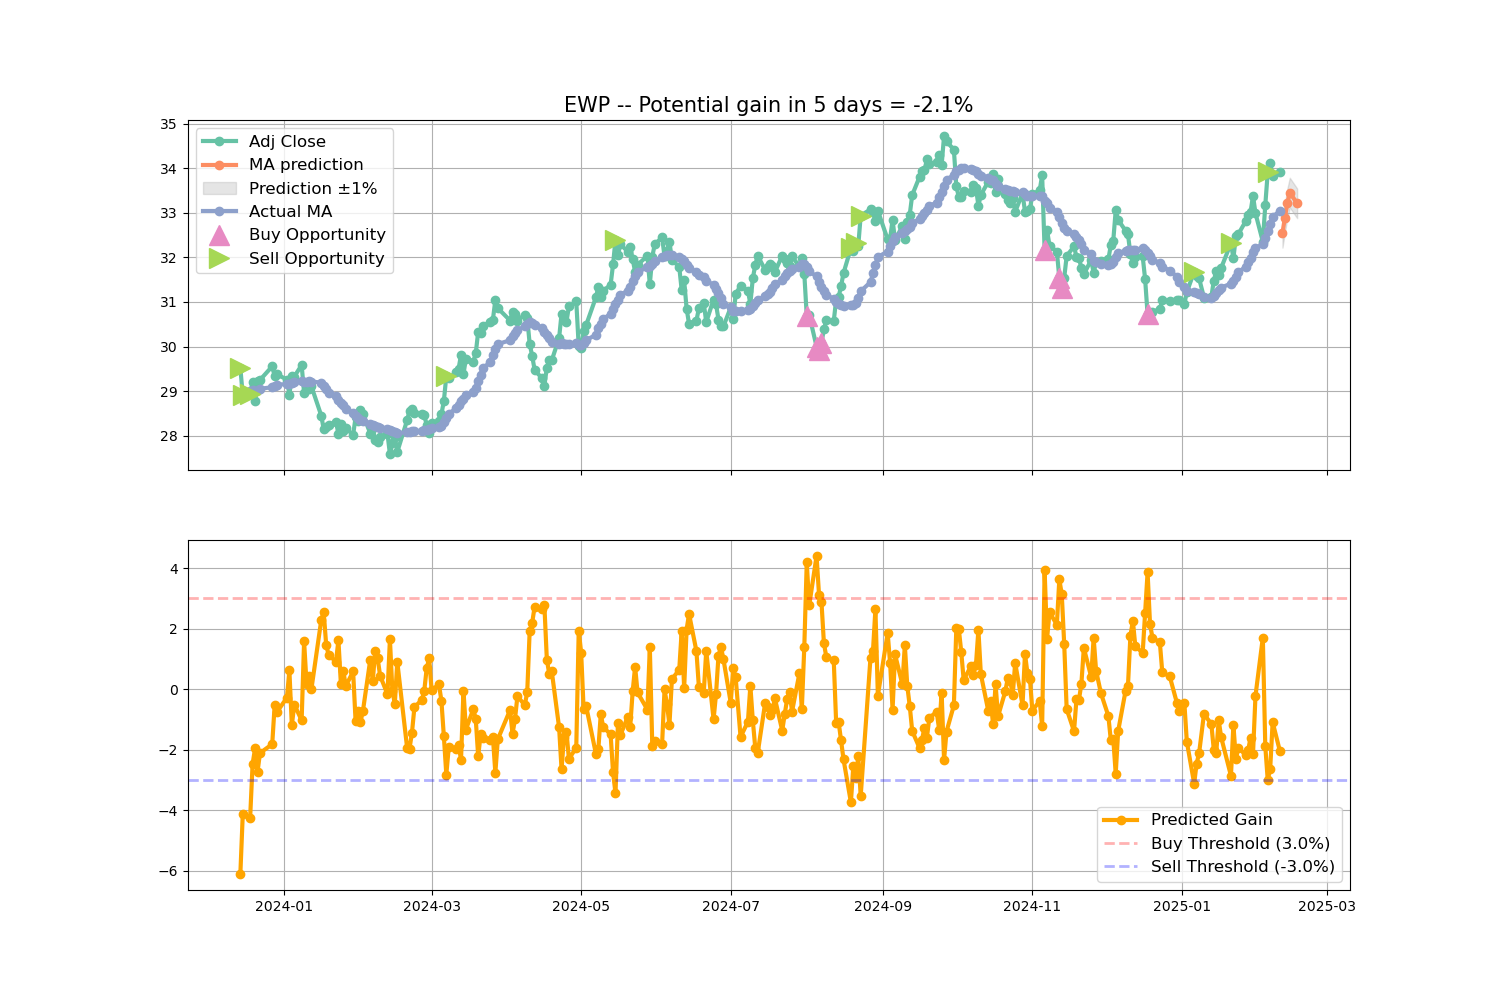 EWP -- Potential gain in 5 days = -2.1%
35
34
33
32
31
30
29
28
Adj Close
MA prediction
Prediction ±1%
Actual MA
Buy Opportunity
Sell Opportunity
4
2
0
−2
−4
−6
Predicted Gain
Buy Threshold (3.0%)
Sell Threshold (-3.0%)
2024-01
2024-03
2024-05
2024-07
2024-09
2024-11
2025-01
2025-03